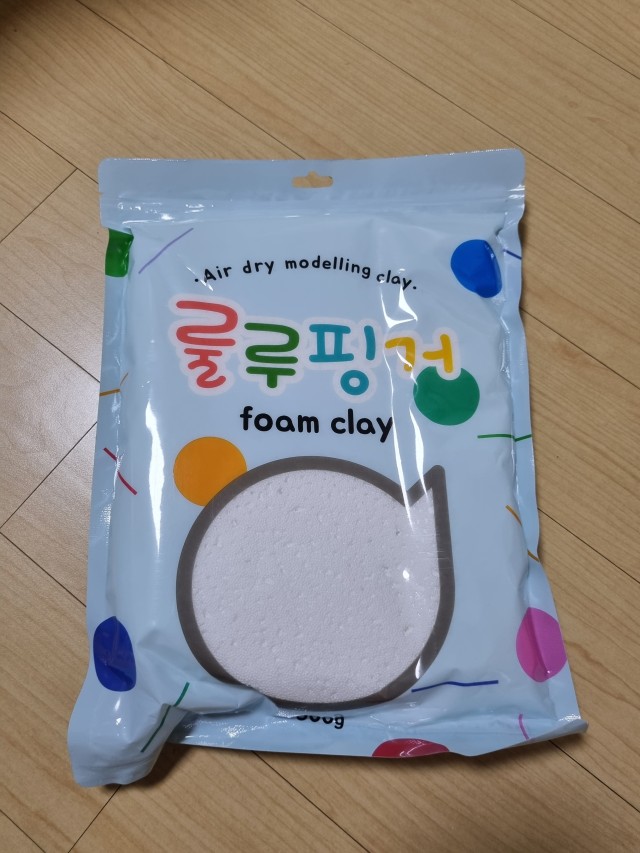 ·Air dry modelling clay·
룰루핑거
foam clay